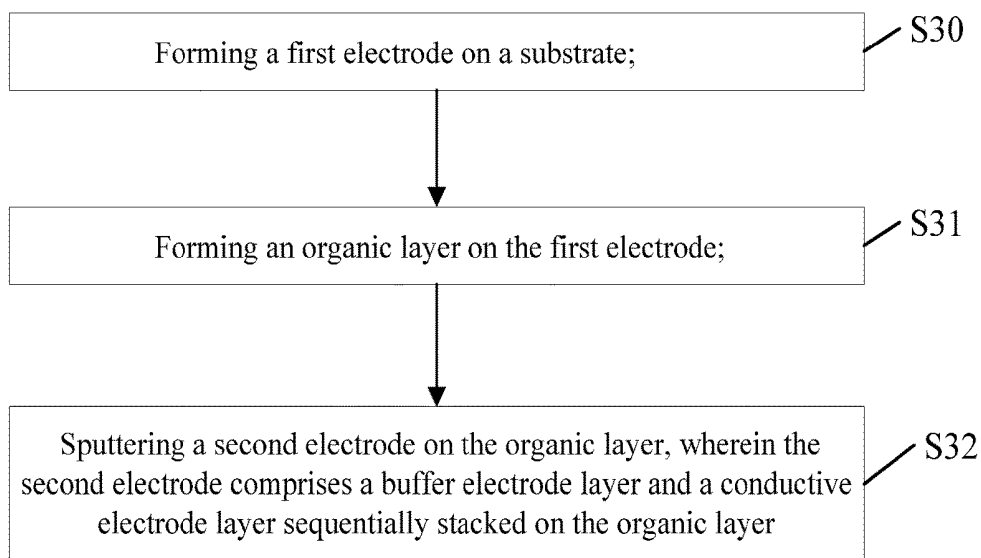 Forming a first electrode on a substrate;
S30
Forming an organic layer on the first electrode;
S31
Sputtering a second electrode on the organic layer, wherein the
second electrode comprises a buffer electrode layer and a conductive
electrode layer sequentially stacked on the organic layer
S32